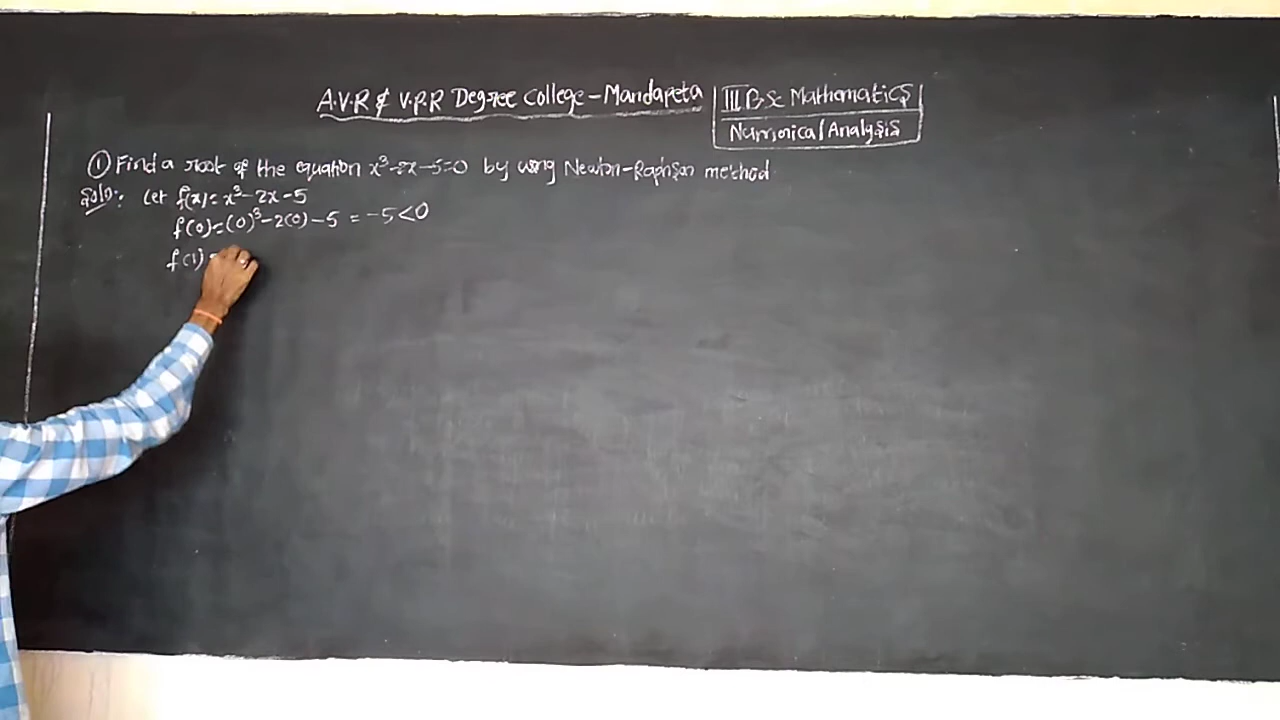 A.V.R & V.P.R Degree College - Mandapeta
III B.Sc Mathematics
Numerical Analysis
① Find a root of the equation x³-2x-5=0 by using Newton-Raphson method
Soln: Let f(x)=x³-2x-5
f(0)=(0)³-2(0)-5 = -5<0
f(1)=